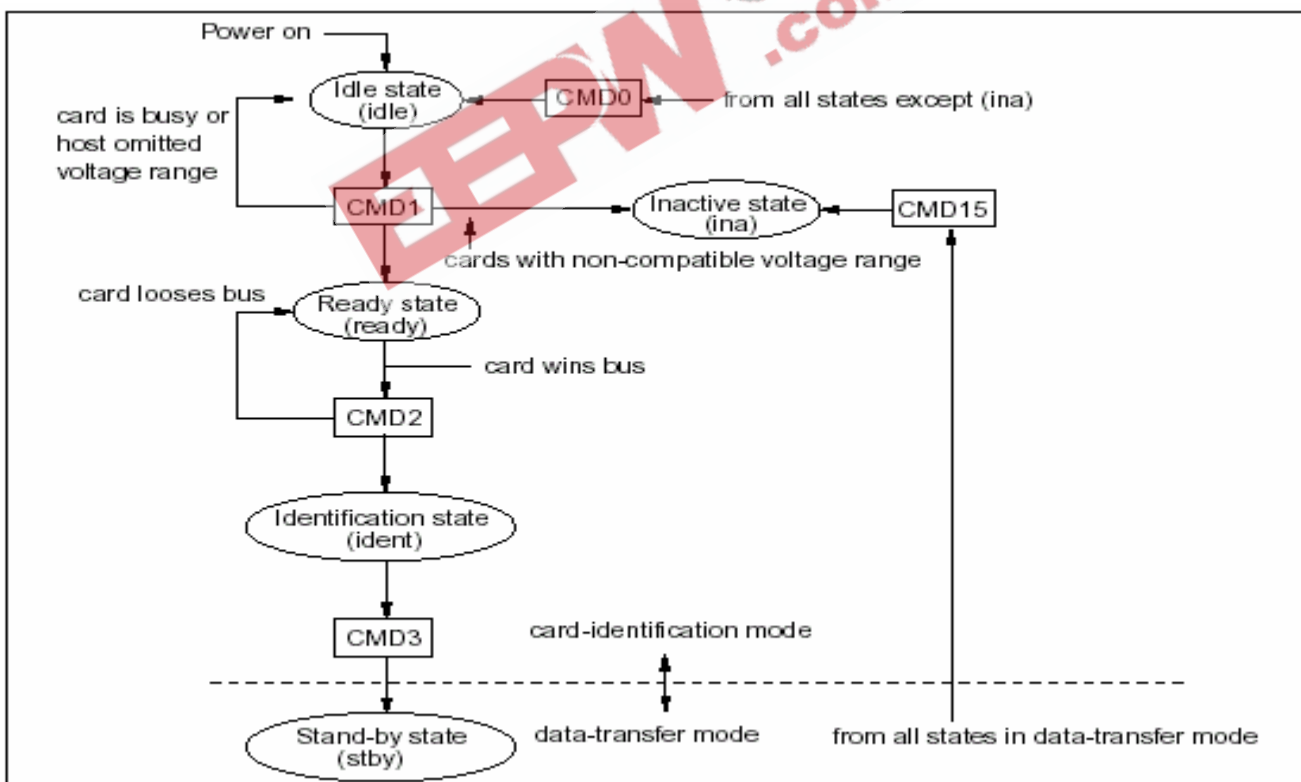 Power on
Idle state
(idle)
CMD0
from all states except (ina)
card is busy or
host omitted
voltage range
CMD1
Inactive state
(ina)
CMD15
cards with non-compatible voltage range
card looses bus
Ready state
(ready)
card wins bus
CMD2
Identification state
(ident)
CMD3
card-identification mode
Stand-by state
(stby)
data-transfer mode
from all states in data-transfer mode
EEPW
.com